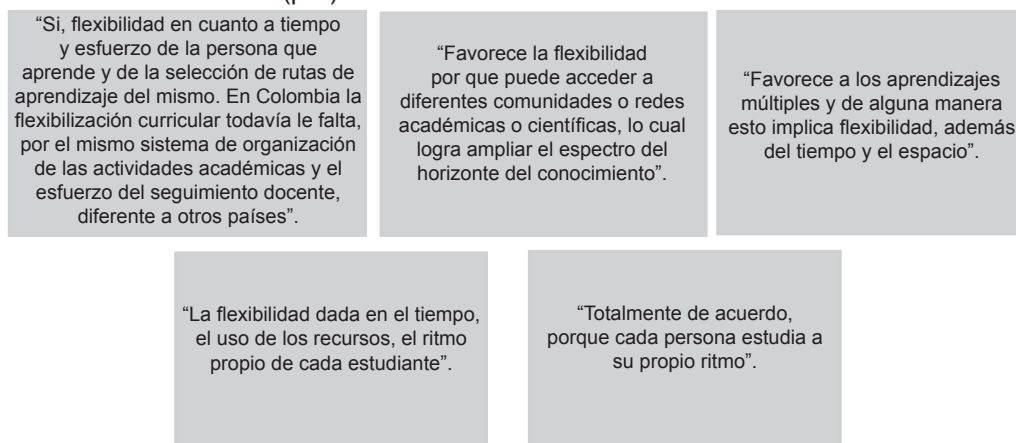 “Si, flexibilidad en cuanto a tiempo
y esfuerzo de la persona que
aprende y de la selección de rutas de
aprendizaje del mismo. En Colombia la
flexibilización curricular todavía le falta,
por el mismo sistema de organización
de las actividades académicas y el
esfuerzo del seguimiento docente,
diferente a otros países”.
“Favorece la flexibilidad
por que puede acceder a
diferentes comunidades o redes
académicas o científicas, lo cual
logra ampliar el espectro del
horizonte del conocimiento”.
“Favorece a los aprendizajes
múltiples y de alguna manera
esto implica flexibilidad, además
del tiempo y el espacio”.
“La flexibilidad dada en el tiempo,
el uso de los recursos, el ritmo
propio de cada estudiante”.
“Totalmente de acuerdo,
porque cada persona estudia a
su propio ritmo”.